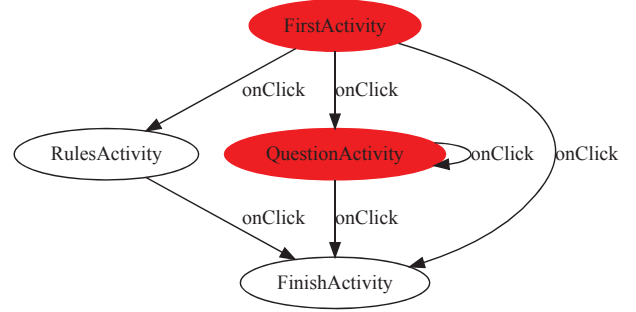 FirstActivity
onClick
onClick
RulesActivity
QuestionActivity
onClick
onClick
onClick
onClick
FinishActivity